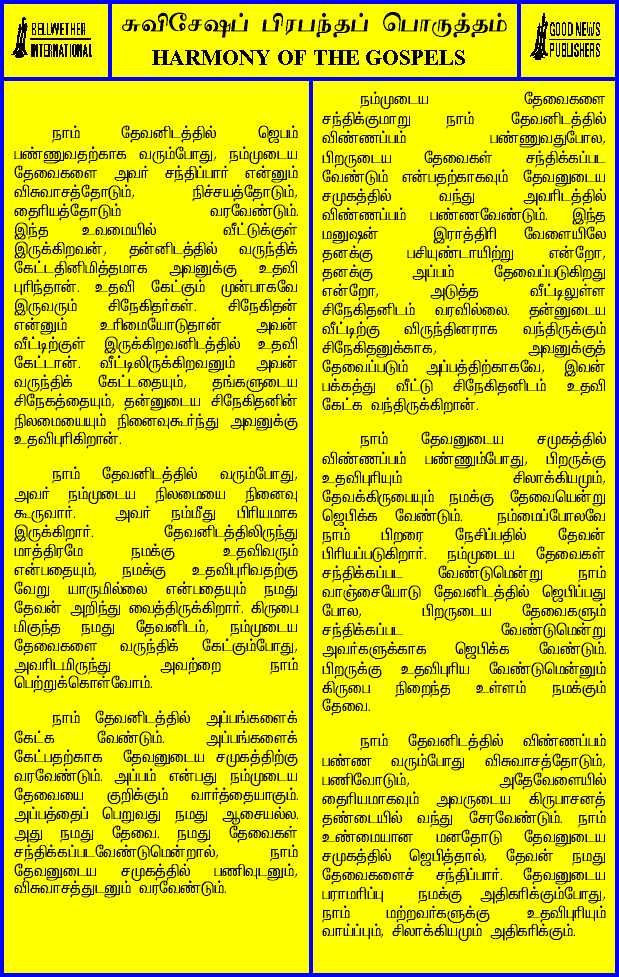 BELLWETHER
INTERNATIONAL
சுவிசேஷப் பிரபந்தப் பொருத்தம்
HARMONY OF THE GOSPELS
GOOD NEWS
PUBLISHERS
நாம் தேவனிடத்தில் ஜெபம்
பண்ணுவதற்காக வரும்போது, நம்முடைய
தேவைகளை அவர் சந்திப்பார் என்னும்
விசுவாசத்தோடும், நிச்சயத்தோடும்,
தைரியத்தோடும் வரவேண்டும்.
இந்த உவமையில் வீட்டுக்குள்
இருக்கிறவன், தன்னிடத்தில் வருந்திக்
கேட்டதினிமித்தமாக அவனுக்கு உதவி
புரிந்தான். உதவி கேட்கும் முன்பாகவே
இருவரும் சிநேகிதர்கள். சிநேகிதன்
என்னும் உரிமையோடுதான் அவன்
வீட்டிற்குள் இருக்கிறவனிடத்தில் உதவி
கேட்டான். வீட்டிலிருக்கிறவனும் அவன்
வருந்திக் கேட்டதையும், தங்களுடைய
சிநேகத்தையும், தன்னுடைய சிநேகிதனின்
நிலமையையும் நினைவுகூர்ந்து அவனுக்கு
உதவிபுரிகிறான்.
நாம் தேவனிடத்தில் வரும்போது,
அவர் நம்முடைய நிலமையை நினைவு
கூருவார். அவர் நம்மீது பிரியமாக
இருக்கிறார். தேவனிடத்திலிருந்து
மாத்திரமே நமக்கு உதவிவரும்
என்பதையும், நமக்கு உதவிபுரிவதற்கு
வேறு யாருமில்லை என்பதையும் நமது
தேவன் அறிந்து வைத்திருக்கிறார். கிருபை
மிகுந்த நமது தேவனிடம், நம்முடைய
தேவைகளை வருந்திக் கேட்கும்போது,
அவரிடமிருந்து அவற்றை நாம்
பெற்றுக்கொள்வோம்.
நாம் தேவனிடத்தில் அப்பங்களைக்
கேட்க வேண்டும். அப்பங்களைக்
கேட்பதற்காக தேவனுடைய சமுகத்திற்கு
வரவேண்டும். அப்பம் என்பது நம்முடைய
தேவையை குறிக்கும் வார்த்தையாகும்.
அப்பத்தைப் பெறுவது நமது ஆசையல்ல.
அது நமது தேவை. நமது தேவைகள்
சந்திக்கப்படவேண்டுமென்றால், நாம்
தேவனுடைய சமுகத்தில் பணிவுடனும்,
விசுவாசத்துடனும் வரவேண்டும்.
நம்முடைய தேவைகளை
சந்திக்குமாறு நாம் தேவனிடத்தில்
விண்ணப்பம் பண்ணுவதுபோல,
பிறருடைய தேவைகள் சந்திக்கப்பட
வேண்டும் என்பதற்காகவும் தேவனுடைய
சமுகத்தில் வந்து அவரிடத்தில்
விண்ணப்பம் பண்ணவேண்டும். இந்த
மனுஷன் இராத்திரி வேளையிலே
தனக்கு பசியுண்டாயிற்று என்றோ,
தனக்கு அப்பம் தேவைப்படுகிறது
என்றோ, அடுத்த வீட்டிலுள்ள
சிநேகிதனிடம் வரவில்லை. தன்னுடைய
வீட்டிற்கு விருந்தினராக வந்திருக்கும்
சிநேகிதனுக்காக, அவனுக்குத்
தேவைப்படும் அப்பத்திற்காகவே, இவன்
பக்கத்து வீட்டு சிநேகிதனிடம் உதவி
கேட்க வந்திருக்கிறான்.
நாம் தேவனுடைய சமுகத்தில்
விண்ணப்பம் பண்ணும்போது, பிறருக்கு
உதவிபுரியும் சிலாக்கியமும்,
தேவக்கிருபையும் நமக்கு தேவையென்று
ஜெபிக்க வேண்டும். நம்மைப்போலவே
நாம் பிறரை நேசிப்பதில் தேவன்
பிரியப்படுகிறார். நம்முடைய தேவைகள்
சந்திக்கப்பட வேண்டுமென்று நாம்
வாஞ்சையோடு தேவனிடத்தில் ஜெபிப்பது
போல, பிறருடைய தேவைகளும்
சந்திக்கப்பட வேண்டுமென்று
அவர்களுக்காக ஜெபிக்க வேண்டும்.
பிறருக்கு உதவிபுரிய வேண்டுமென்னும்
கிருபை நிறைந்த உள்ளம் நமக்கும்
தேவை.
நாம் தேவனிடத்தில் விண்ணப்பம்
பண்ண வரும்போது விசுவாசத்தோடும்,
பணிவோடும், அதேவேளையில்
தைரியமாகவும் அவருடைய கிருபாசனத்
தண்டையில் வந்து சேரவேண்டும். நாம்
உண்மையான மனதோடு தேவனுடைய
சமுகத்தில் ஜெபித்தால், தேவன் நமது
தேவைகளைச் சந்திப்பார். தேவனுடைய
பராமரிப்பு நமக்கு அதிகரிக்கும்போது,
நாம் மற்றவர்களுக்கு உதவிபுரியும்
வாய்ப்பும், சிலாக்கியமும் அதிகரிக்கும்.